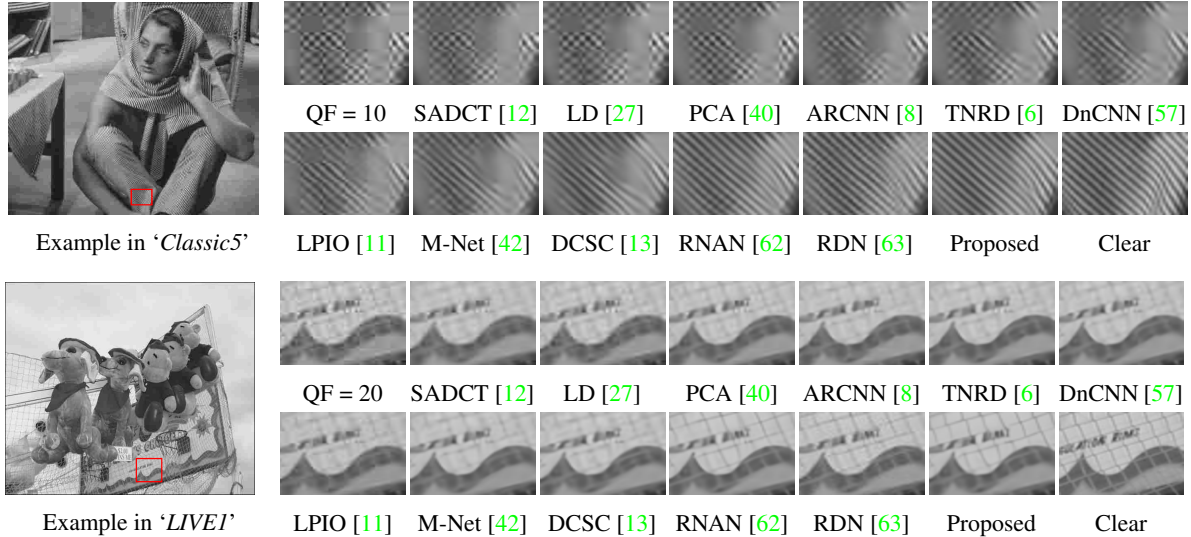 QF = 10 SADCT [12] LD [27] PCA [40] ARCNN [8] TNRD [6] DnCNN [57]
LPIO [11] M-Net [42] DCSC [13] RNAN [62] RDN [63] Proposed Clear
Example in ‘Classic5’
QF = 20 SADCT [12] LD [27] PCA [40] ARCNN [8] TNRD [6] DnCNN [57]
LPIO [11] M-Net [42] DCSC [13] RNAN [62] RDN [63] Proposed Clear
Example in ‘LIVE1’